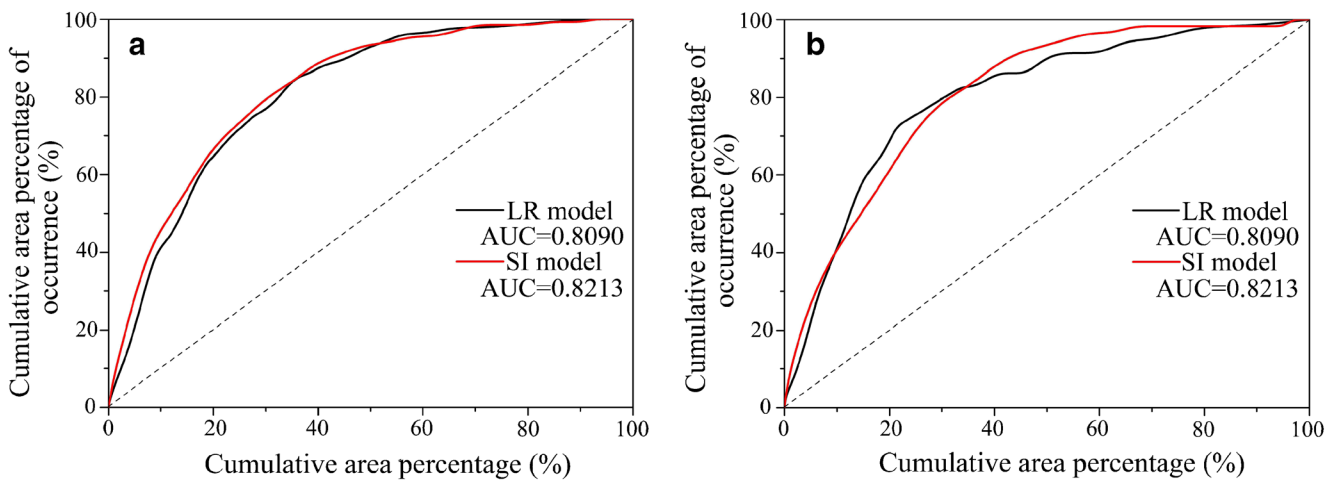 a
Cumulative area percentage of
occurrence (%)
100
80
60
40
20
0
LR model
AUC=0.8090
SI model
AUC=0.8213
0 20 40 60 80 100
Cumulative area percentage (%)
b
Cumulative area percentage of
occurrence (%)
100
80
60
40
20
0
LR model
AUC=0.8090
SI model
AUC=0.8213
0 20 40 60 80 100
Cumulative area percentage (%)